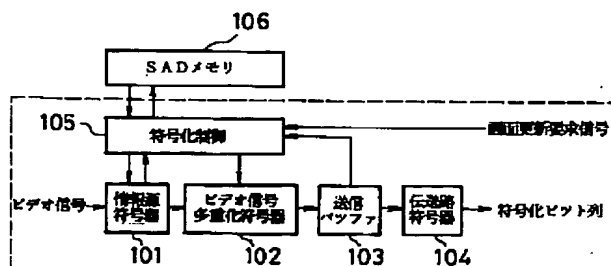 106
SADメモリ
105
符号化制御
画面更新要求信号
ビデオ信号
情報源
符号器
ビデオ信号
多重化符号器
送信
バッファ
伝送路
符号器
符号化ビット列
101
102
103
104